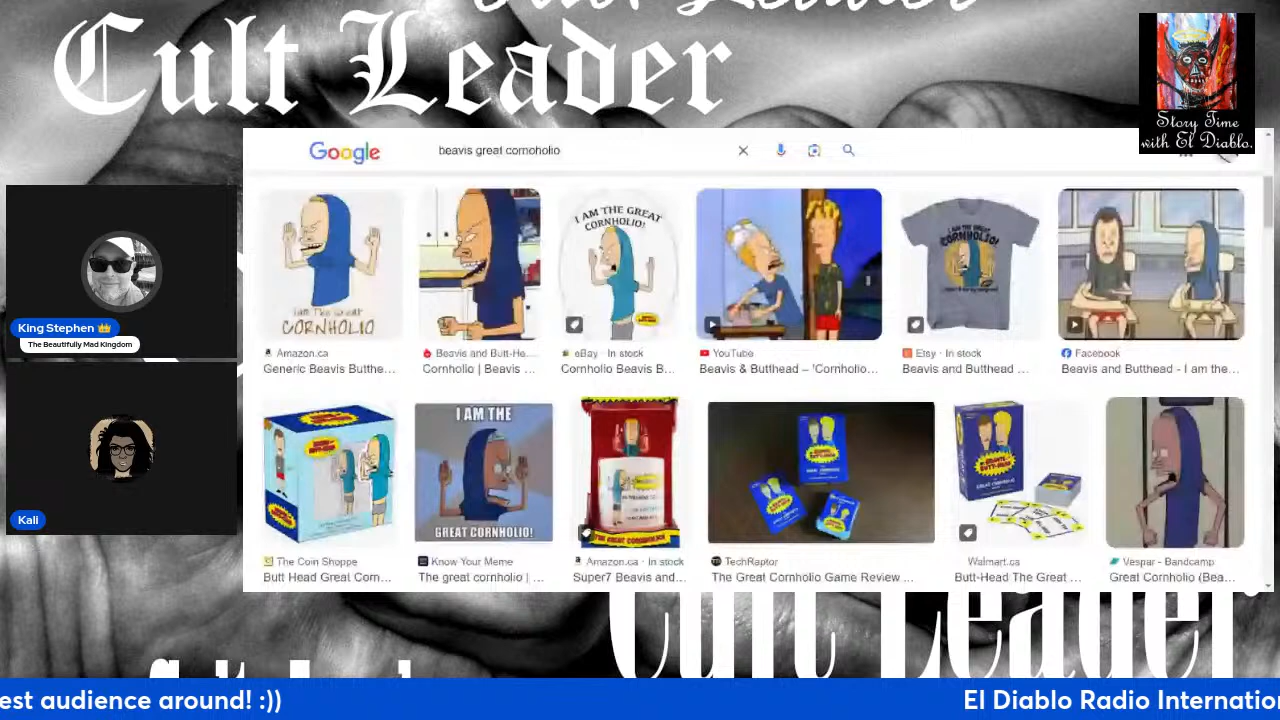 Cult Leader
Story Time
with El Diablo.
Google
beavis great cornoholio
I AM THE GREAT
CORNHOLIO!
I AM THE GREAT
CORNHOLIO!
I am The Great
CORNHOLIO
Amazon.ca
Generic Beavis Butthe...
Beavis and Butt-He...
Cornholio | Beavis ...
eBay · In stock
Cornholio Beavis B...
YouTube
Beavis & Butthead – 'Cornholio...
Etsy · In stock
Beavis and Butthead ...
Facebook
Beavis and Butthead - I am the...
King Stephen
The Beautifully Mad Kingdom
I AM THE
GREAT CORNHOLIO!
THE GREAT CORNHOLIO!
The Coin Shoppe
Butt Head Great Corn...
Know Your Meme
The great cornholio | ...
Amazon.ca · In stock
Super7 Beavis and...
TechRaptor
The Great Cornholio Game Review ...
Walmart.ca
Butt-Head The Great ...
Vespar - Bandcamp
Great Cornholio (Bea...
Kali
Cult Leader
est audience around! :))
El Diablo Radio Internation